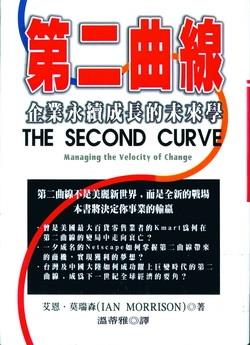 第二曲線
企業永續成長的未來學
THE SECOND CURVE
Managing the Velocity of Change
第二曲線不是美麗新世界，而是全新的戰場
本書將決定你事業的輸贏
·曾是美國最大百貨零售業者的Kmart為何在
第二曲線的變局中走向衰亡？
·一夕成名的Netscape如何掌握第二曲線帶來
的商機，實現獲利的夢想？
·台灣及中國大陸如何成功躍上巨變時代的第二
曲線，成為下一世紀全球經濟的要角？
艾恩·莫瑞森(IAN MORRISON)著
溫蒂雅©譯